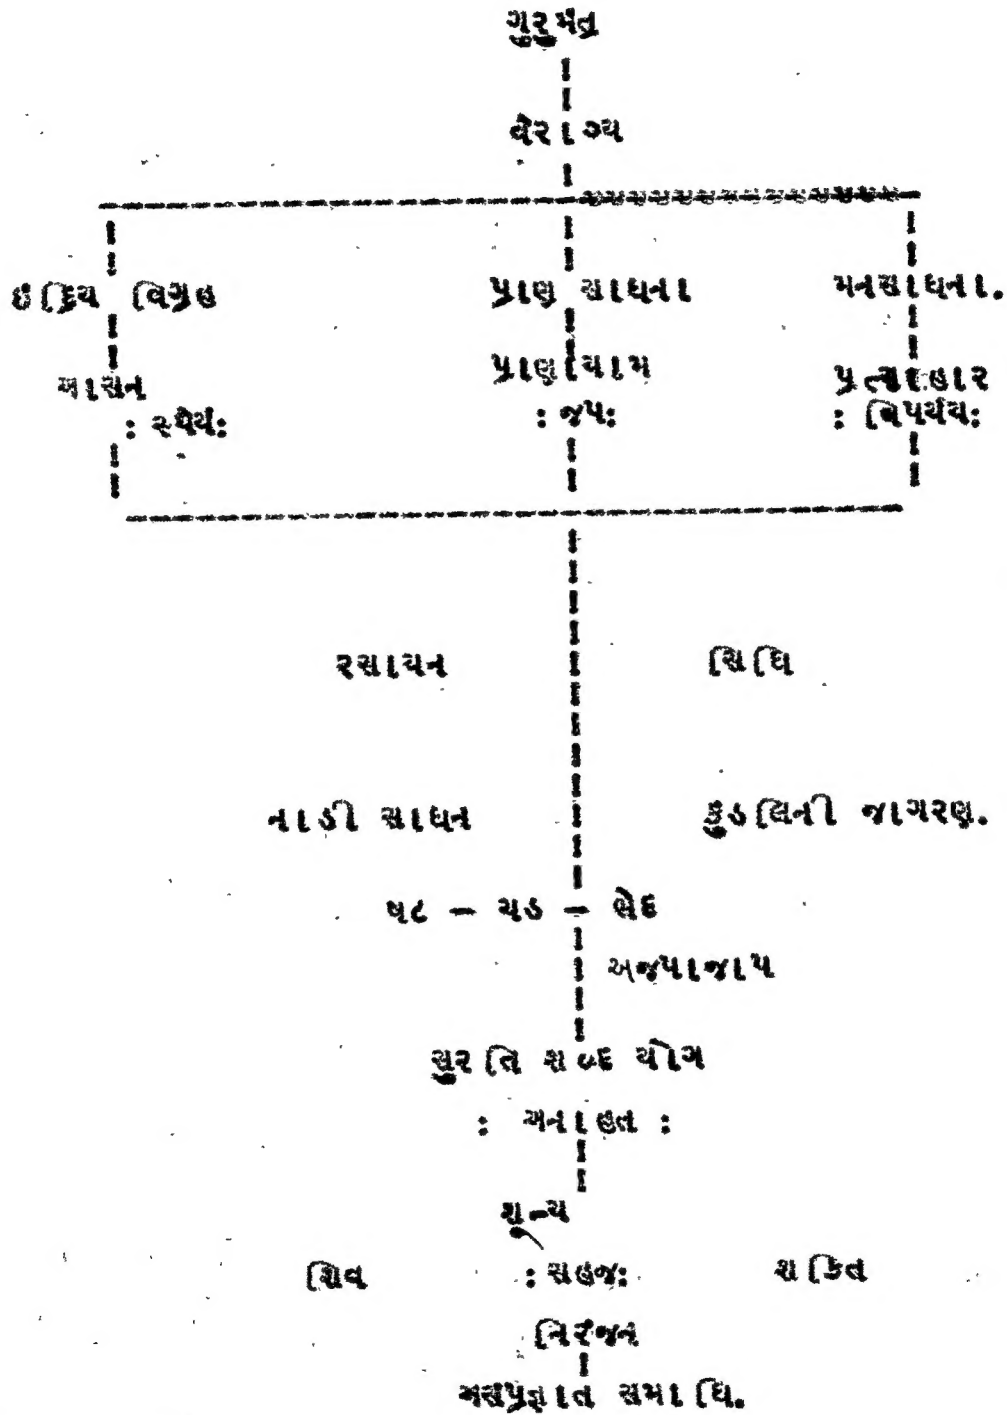 ગુરુમંત્ર
વૈરાગ્ય
ઇંદ્રિય વિગ્રહ પ્રાણ સાધના મનસાધના.
આસન પ્રાણાયામ પ્રત્યાહાર
: સ્થૈર્ય: : જપ: : વિપર્યય:
રસાયન સિધિ
નાડી સાધન કુડલિની જાગરણ.
ષટ – ચક્ર – ભેદ
અજપાજાપ
સુરતિ શબ્દ યોગ
: અનાહત :
શૂન્ય
શિવ : સહજ: શક્તિ
નિરંજન
અસંપ્રજ્ઞાત સમાધિ.